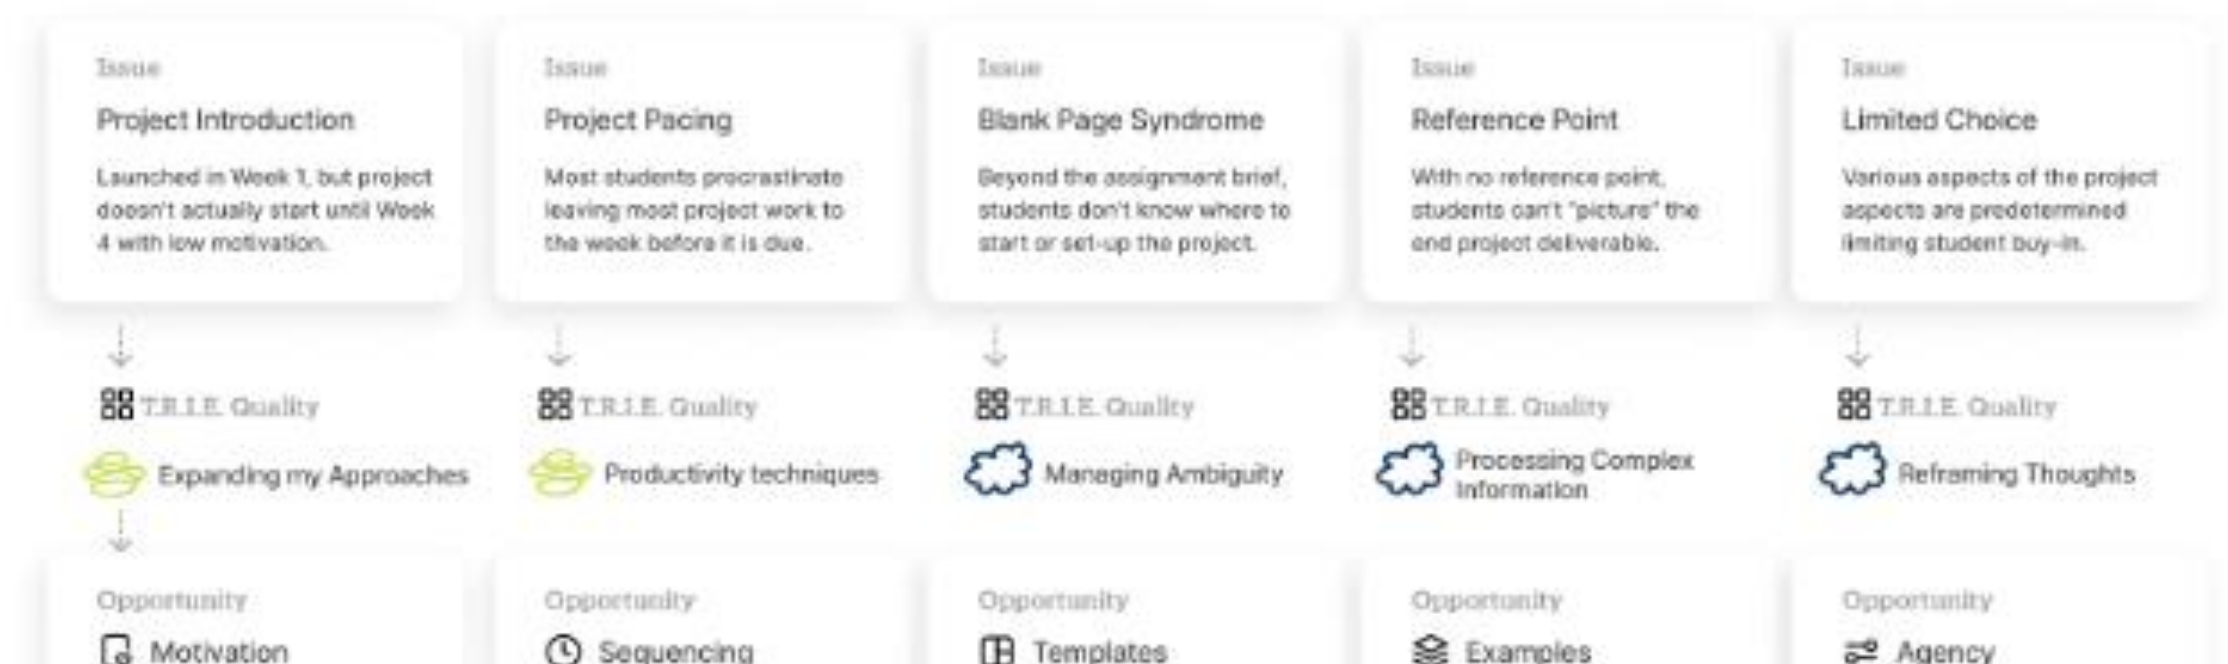 Issue
Project Introduction
Launched in Week 1, but project
doesn't actually start until Week
4 with low motivation.
T.R.I.E. Quality
Expanding my Approaches
Opportunity
Motivation
Issue
Project Pacing
Most students procrastinate
leaving most project work to
the week before it is due.
T.R.I.E. Quality
Productivity techniques
Opportunity
Sequencing
Issue
Blank Page Syndrome
Beyond the assignment brief,
students don't know where to
start or set-up the project.
T.R.I.E. Quality
Managing Ambiguity
Opportunity
Templates
Issue
Reference Point
With no reference point,
students can't "picture" the
end project deliverable.
T.R.I.E. Quality
Processing Complex
Information
Opportunity
Examples
Issue
Limited Choice
Various aspects of the project
aspects are predetermined
limiting student buy-in.
T.R.I.E. Quality
Reframing Thoughts
Opportunity
Agency